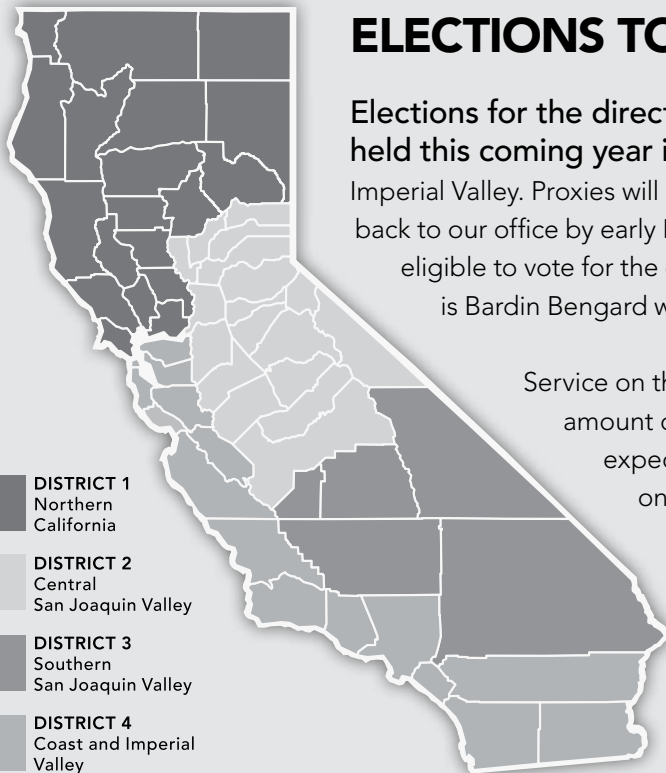 ELECTIONS TO
Elections for the direct
held this coming year i
Imperial Valley. Proxies will
back to our office by early
eligible to vote for the
is Bardin Bengard w
Service on th
amount
expec
on
DISTRICT 1
Northern
California
DISTRICT 2
Central
San Joaquin Valley
DISTRICT 3
Southern
San Joaquin Valley
DISTRICT 4
Coast and Imperial
Valley